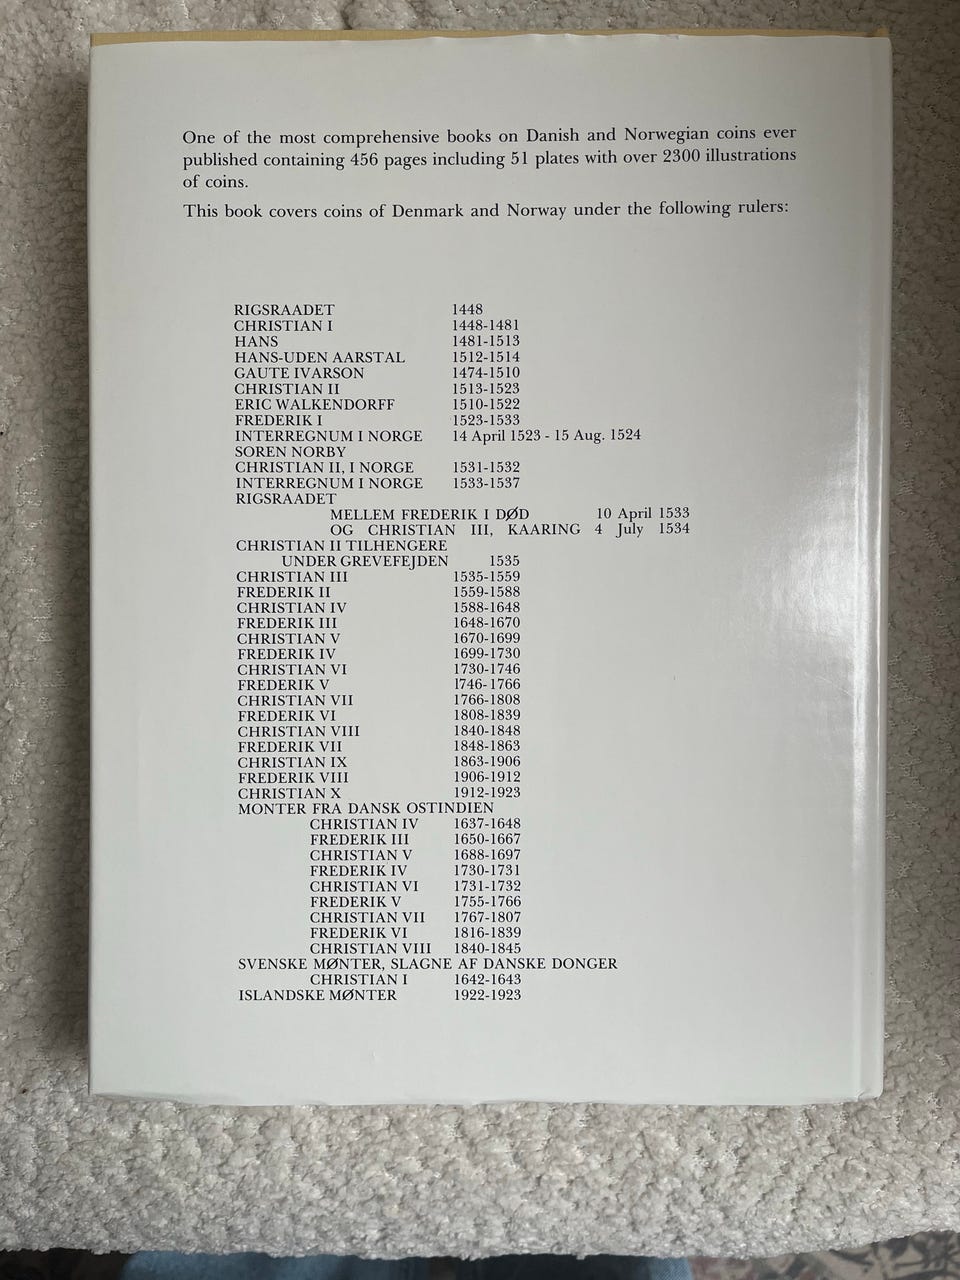 One of the most comprehensive books on Danish and Norwegian coins ever
published containing 456 pages including 51 plates with over 2300 illustrations
of coins.
This book covers coins of Denmark and Norway under the following rulers:
RIGSRAADET 1448
CHRISTIAN I 1448-1481
HANS 1481-1513
HANS-UDEN AARSTAL 1512-1514
GAUTE IVARSON 1474-1510
CHRISTIAN II 1513-1523
ERIC WALKENDORFF 1510-1522
FREDERIK I 1523-1533
INTERREGNUM I NORGE 14 April 1523 - 15 Aug. 1524
SOREN NORBY
CHRISTIAN II, I NORGE 1531-1532
INTERREGNUM I NORGE 1533-1537
RIGSRAADET
MELLEM FREDERIK I DØD 10 April 1533
OG CHRISTIAN III, KAARING 4 July 1534
CHRISTIAN II TILHENGERE
UNDER GREVEFEJDEN 1535
CHRISTIAN III 1535-1559
FREDERIK II 1559-1588
CHRISTIAN IV 1588-1648
FREDERIK III 1648-1670
CHRISTIAN V 1670-1699
FREDERIK IV 1699-1730
CHRISTIAN VI 1730-1746
FREDERIK V 1746-1766
CHRISTIAN VII 1766-1808
FREDERIK VI 1808-1839
CHRISTIAN VIII 1840-1848
FREDERIK VII 1848-1863
CHRISTIAN IX 1863-1906
FREDERIK VIII 1906-1912
CHRISTIAN X 1912-1923
MONTER FRA DANSK OSTINDIEN
CHRISTIAN IV 1637-1648
FREDERIK III 1650-1667
CHRISTIAN V 1688-1697
FREDERIK IV 1730-1731
CHRISTIAN VI 1731-1732
FREDERIK V 1755-1766
CHRISTIAN VII 1767-1807
FREDERIK VI 1816-1839
CHRISTIAN VIII 1840-1845
SVENSKE MØNTER, SLAGNE AF DANSKE DONGER
CHRISTIAN I 1642-1643
ISLANDSKE MØNTER 1922-1923